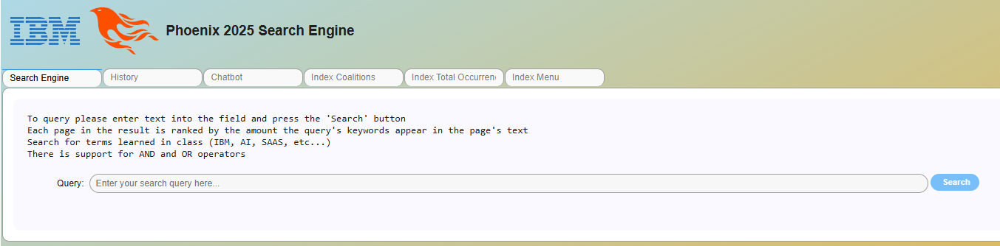 IBM
Phoenix 2025 Search Engine
Search Engine History Chatbot Index Coalitions Index Total Occurren Index Menu
To query please enter text into the field and press the 'Search' button
Each page in the result is ranked by the amount the query's keywords appear in the page's text
Search for terms learned in class (IBM, AI, SAAS, etc...)
There is support for AND and OR operators
Query: Enter your search query here... Search